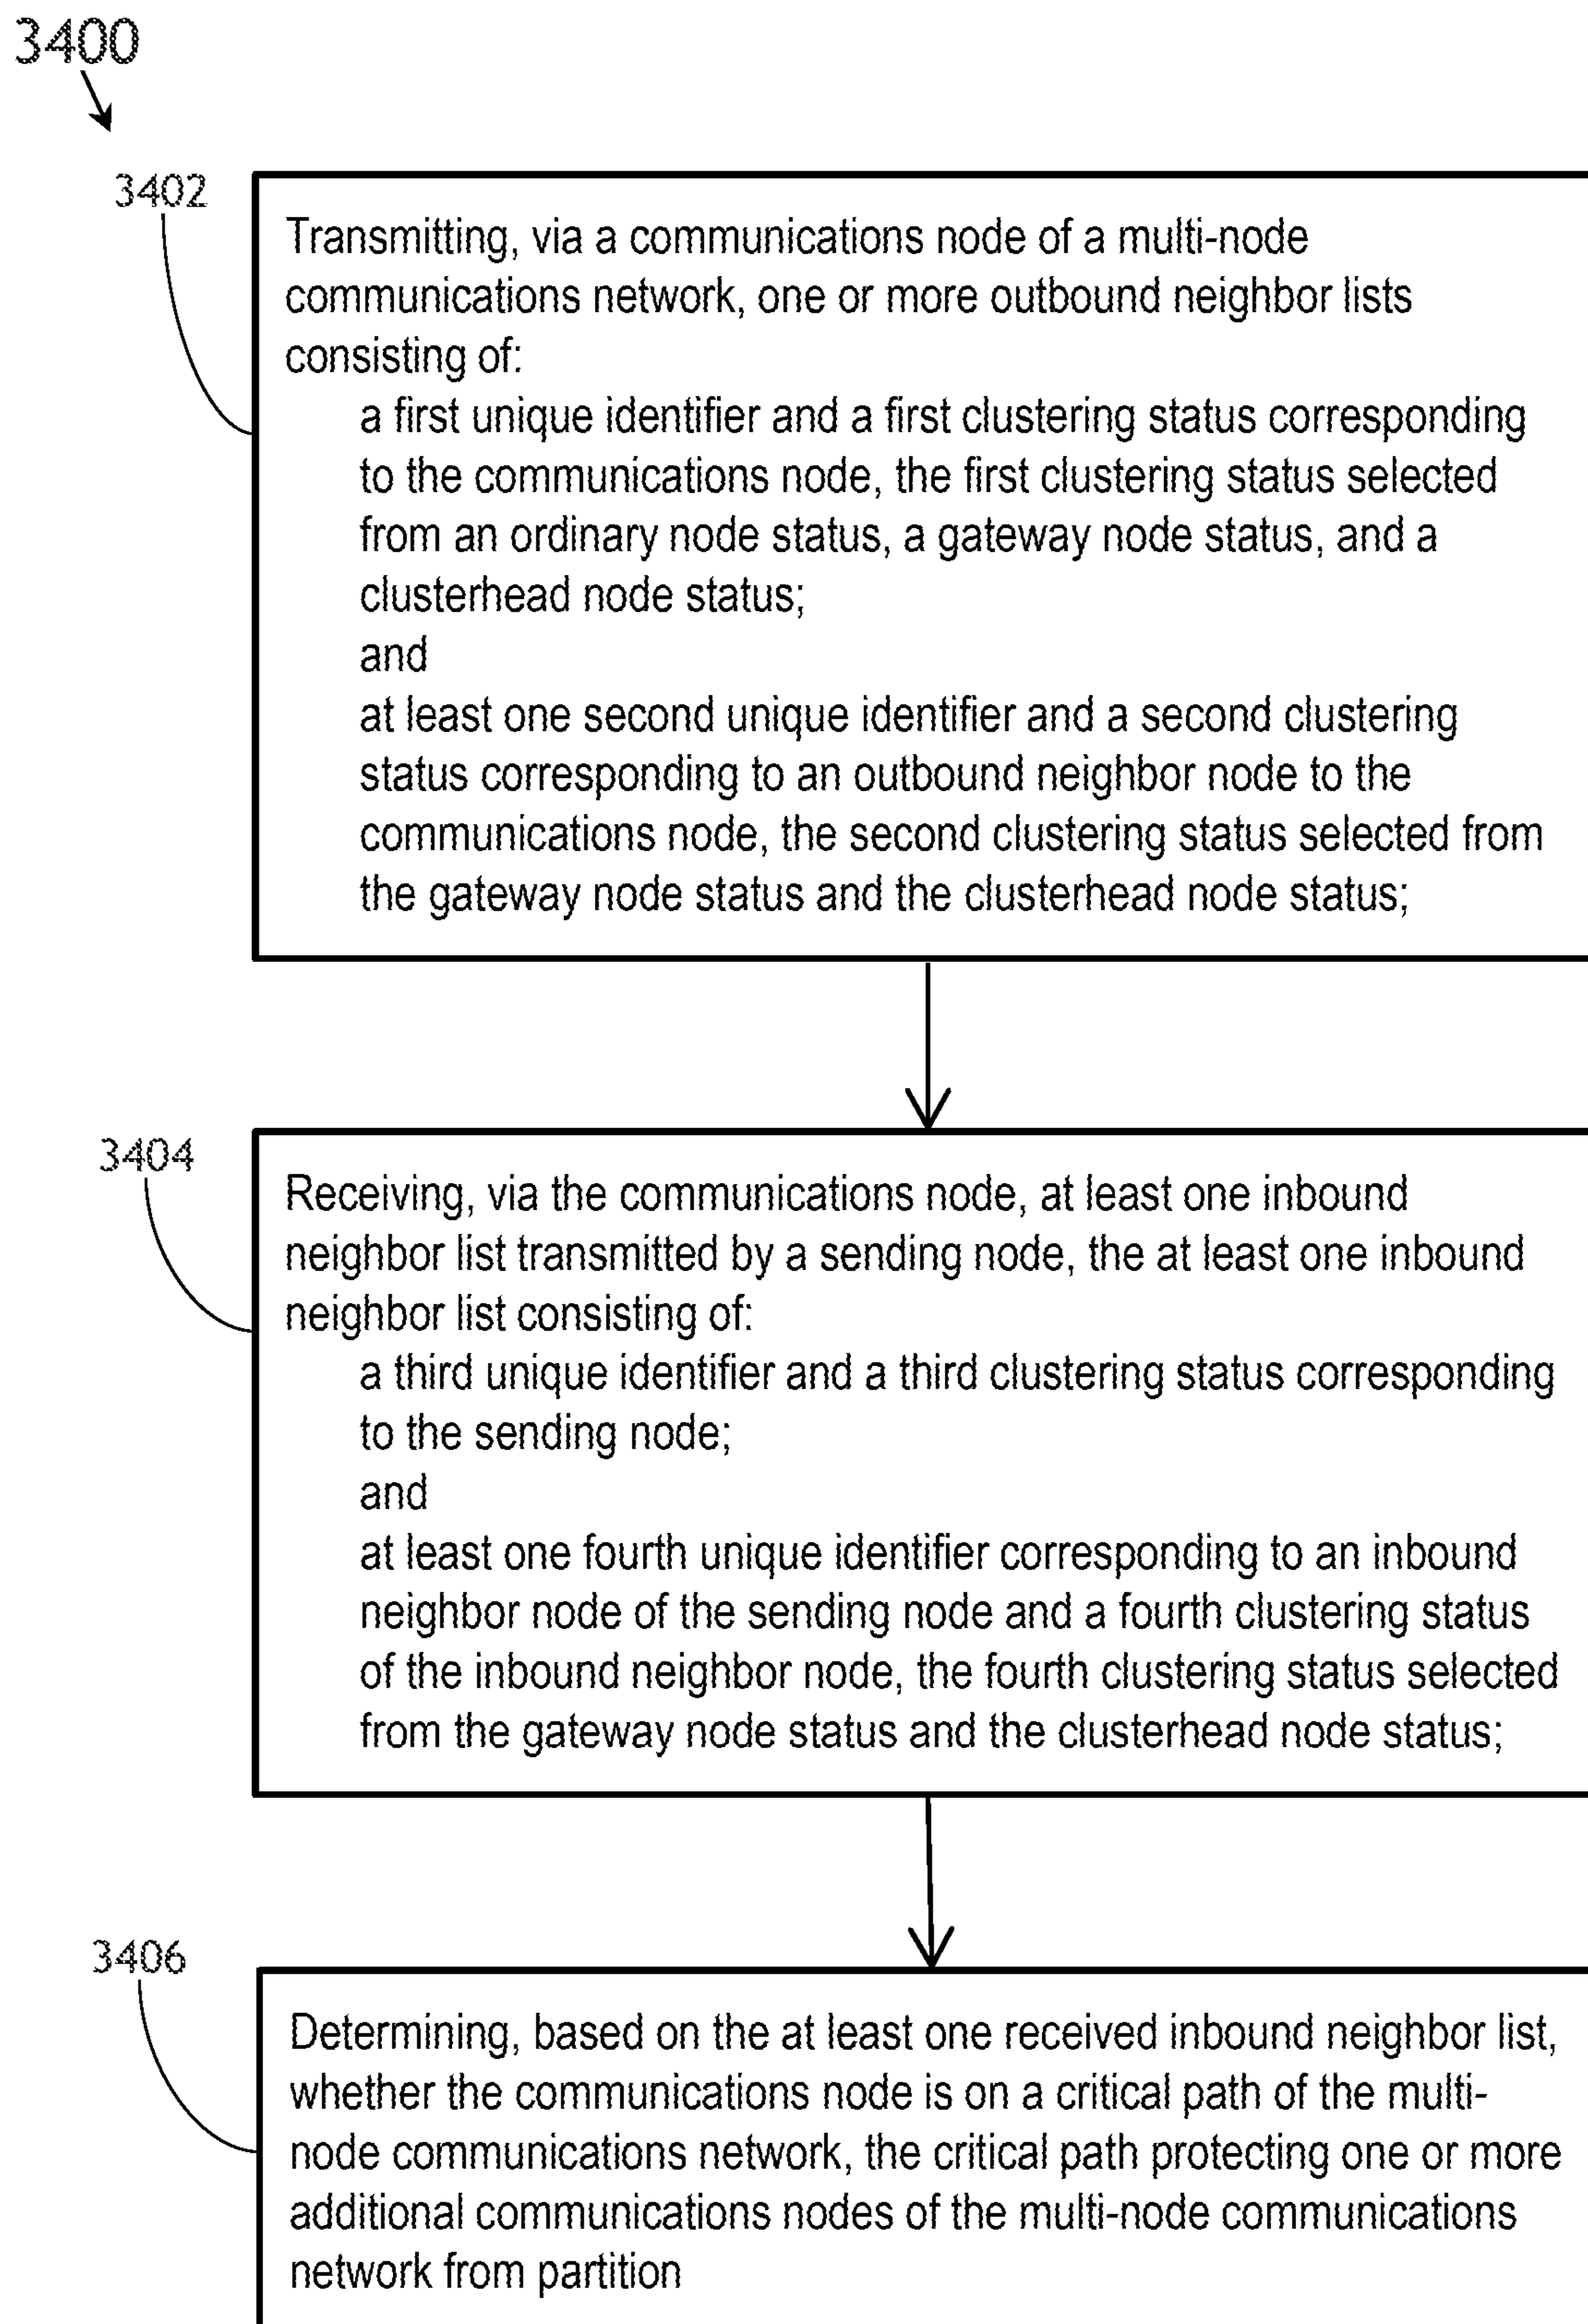 3400
3402
Transmitting, via a communications node of a multi-node
communications network, one or more outbound neighbor lists
consisting of:
a first unique identifier and a first clustering status corresponding
to the communications node, the first clustering status selected
from an ordinary node status, a gateway node status, and a
clusterhead node status;
and
at least one second unique identifier and a second clustering
status corresponding to an outbound neighbor node to the
communications node, the second clustering status selected from
the gateway node status and the clusterhead node status;
3404
Receiving, via the communications node, at least one inbound
neighbor list transmitted by a sending node, the at least one inbound
neighbor list consisting of:
a third unique identifier and a third clustering status corresponding
to the sending node;
and
at least one fourth unique identifier corresponding to an inbound
neighbor node of the sending node and a fourth clustering status
of the inbound neighbor node, the fourth clustering status selected
from the gateway node status and the clusterhead node status;
3406
Determining, based on the at least one received inbound neighbor list,
whether the communications node is on a critical path of the multi-
node communications network, the critical path protecting one or more
additional communications nodes of the multi-node communications
network from partition